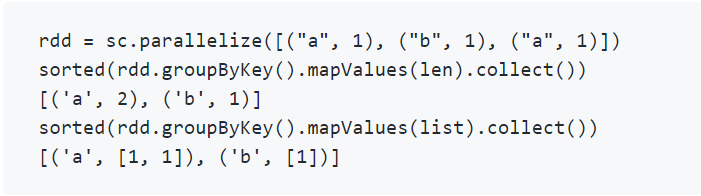 rdd = sc.parallelize([("a", 1), ("b", 1), ("a", 1)])
sorted(rdd.groupByKey().mapValues(len).collect())
[('a', 2), ('b', 1)]
sorted(rdd.groupByKey().mapValues(list).collect())
[('a', [1, 1]), ('b', [1])]